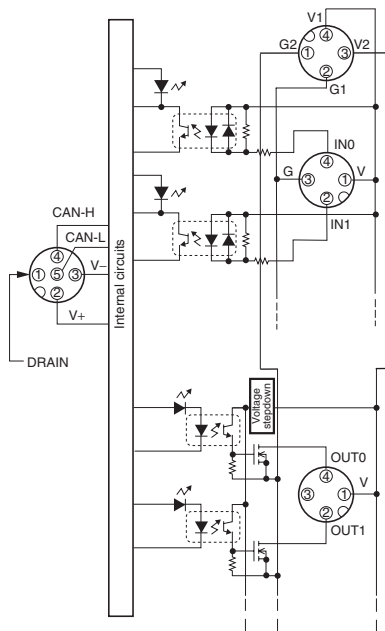 V1
G2
④
V2
①
③
②
G1
IN0
④
G
③
①
V
②
IN1
CAN-H
CAN-L
④
①
⑤
③
V−
②
V+
DRAIN
Internal circuits
Voltage
stepdown
OUT0
④
③
①
V
②
OUT1